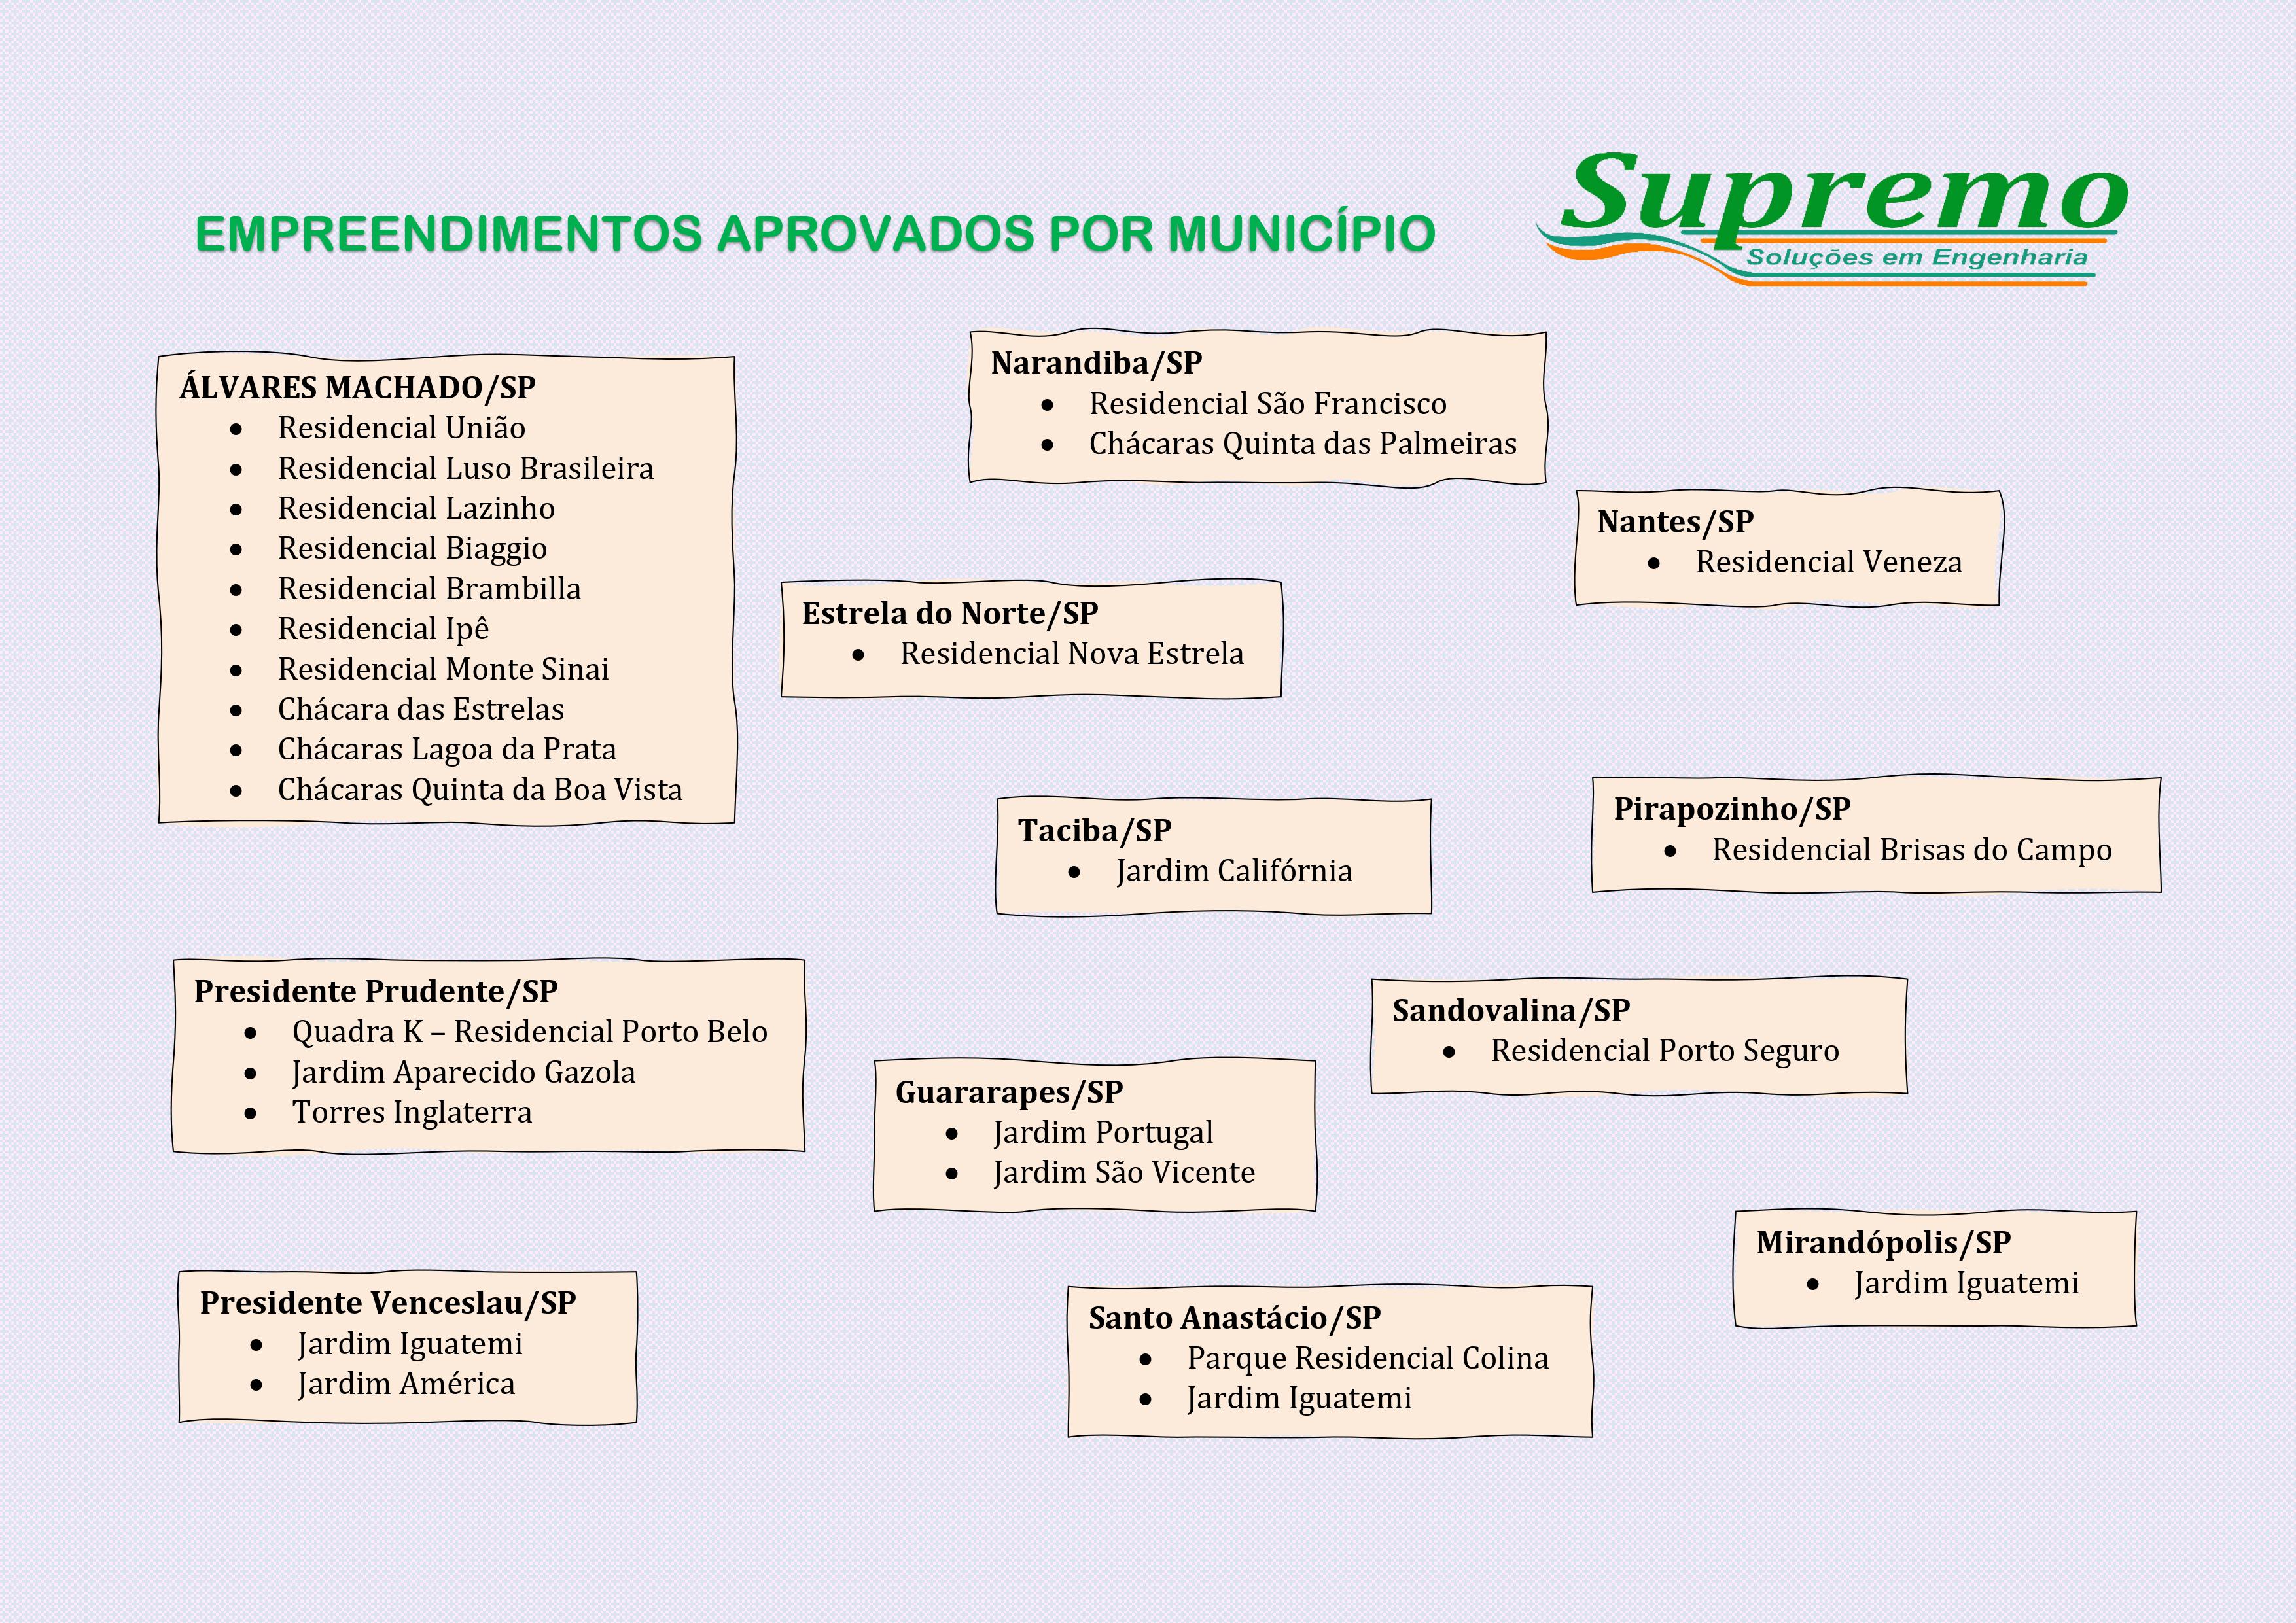 EMPREENDIMENTOS APROVADOS POR MUNICÍPIO
Supremo
Soluções em Engenharia
ÁLVARES MACHADO/SP
• Residencial União
• Residencial Luso Brasileira
• Residencial Lazinho
• Residencial Biaggio
• Residencial Brambilla
• Residencial Ipê
• Residencial Monte Sinai
• Chácara das Estrelas
• Chácaras Lagoa da Prata
• Chácaras Quinta da Boa Vista
Narandiba/SP
• Residencial São Francisco
• Chácaras Quinta das Palmeiras
Nantes/SP
• Residencial Veneza
Estrela do Norte/SP
• Residencial Nova Estrela
Taciba/SP
• Jardim Califórnia
Pirapozinho/SP
• Residencial Brisas do Campo
Presidente Prudente/SP
• Quadra K – Residencial Porto Belo
• Jardim Aparecido Gazola
• Torres Inglaterra
Sandovalina/SP
• Residencial Porto Seguro
Guararapes/SP
• Jardim Portugal
• Jardim São Vicente
Mirandópolis/SP
• Jardim Iguatemi
Presidente Venceslau/SP
• Jardim Iguatemi
• Jardim América
Santo Anastácio/SP
• Parque Residencial Colina
• Jardim Iguatemi